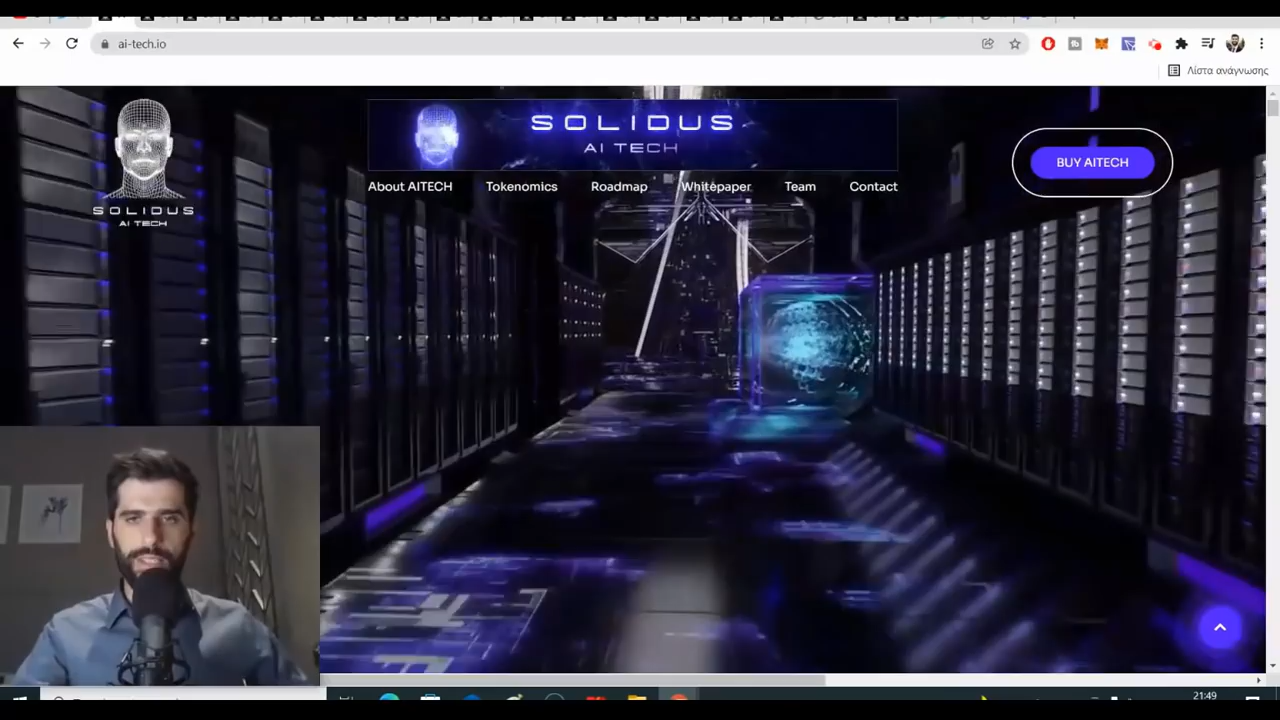 ai-tech.io
Λίστα ανάγνωσης
SOLIDUS
AI TECH
SOLIDUS
AI TECH
BUY AITECH
About AITECH
Tokenomics
Roadmap
Whitepaper
Team
Contact
21:49